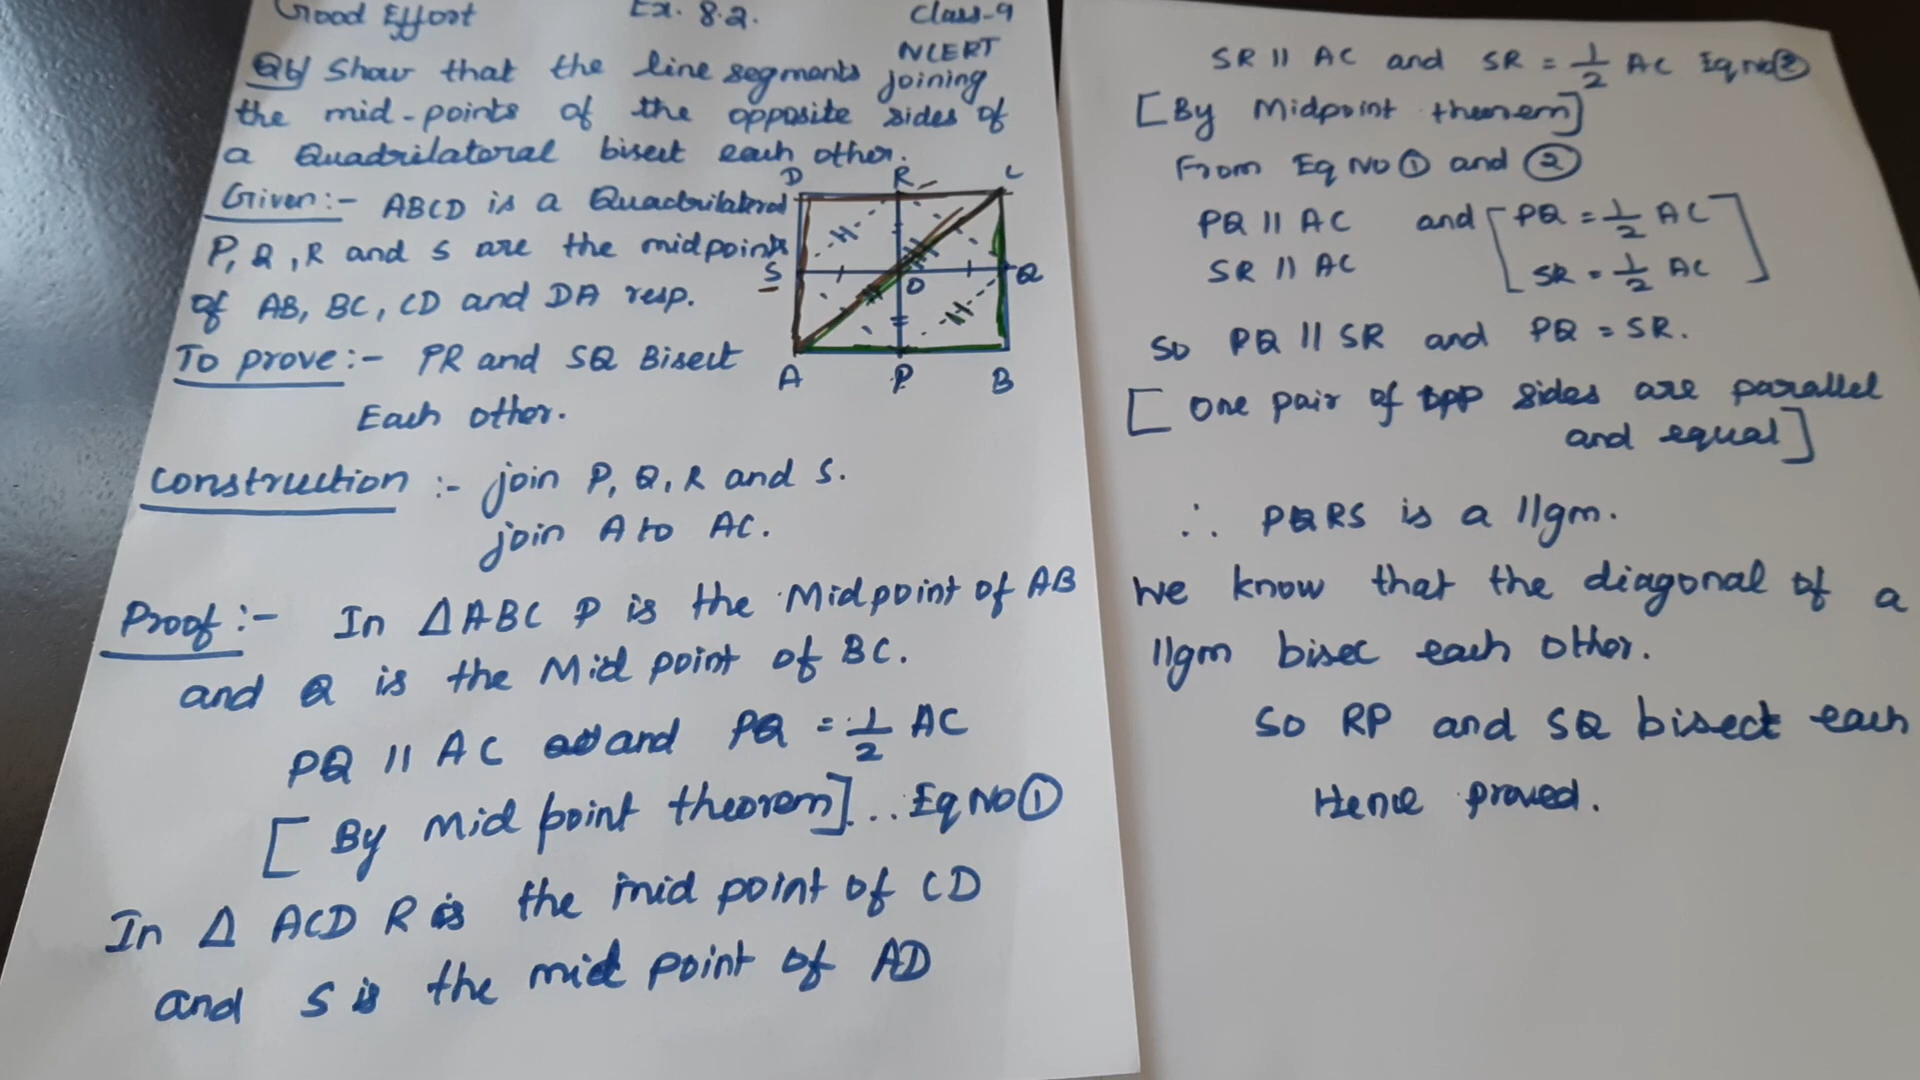 Good Effort Ex. 8.2. Class-9
NCERT
Q6) Show that the line segments joining
the mid-points of the opposite sides of
a Quadrilateral bisect each other.
Given:- ABCD is a Quadrilateral
P, Q, R and S are the midpoints
of AB, BC, CD and DA resp.
To prove:- PR and SQ Bisect
Each other.
D R C
S O Q
A P B
Construction :- join P, Q, R and S.
join A to AC.
Proof :- In ΔABC P is the Midpoint of AB
and Q is the Mid point of BC.
PQ || AC and PQ = 1/2 AC
[By mid point theorem]... Eq No ①
In Δ ACD R is the mid point of CD
and S is the mid point of AD
SR || AC and SR = 1/2 AC Eq No ②
[By Midpoint theorem]
From Eq No ① and ②
PQ || AC and [PQ = 1/2 AC
SR || AC SR = 1/2 AC]
So PQ || SR and PQ = SR.
[One pair of opp sides are parallel
and equal]
∴ PQRS is a ||gm.
We know that the diagonal of a
||gm bisec each other.
So RP and SQ bisect each
Hence proved.